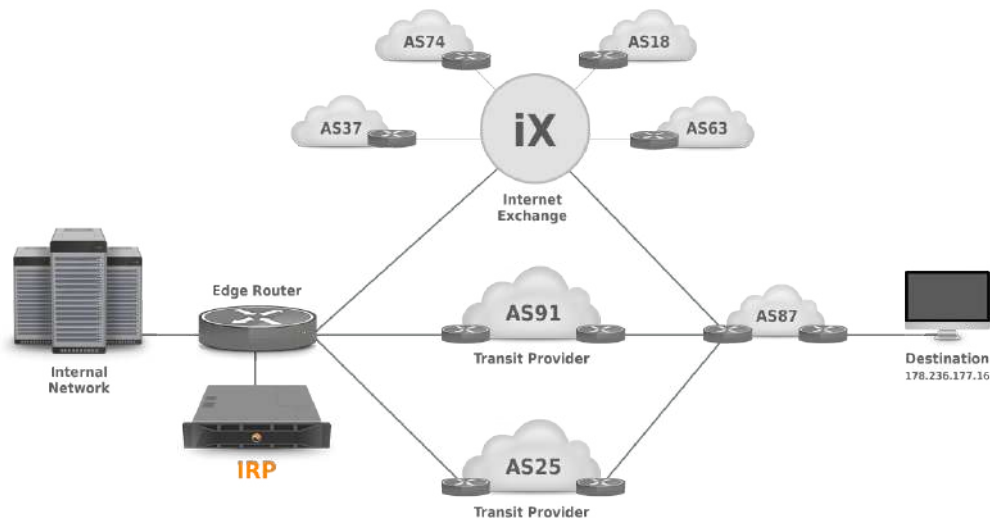 AS74
AS18
AS37
iX
AS63
Internet
Exchange
Edge Router
AS91
AS87
Internal
Network
Transit Provider
Destination
178.236.177.16
IRP
AS25
Transit Provider